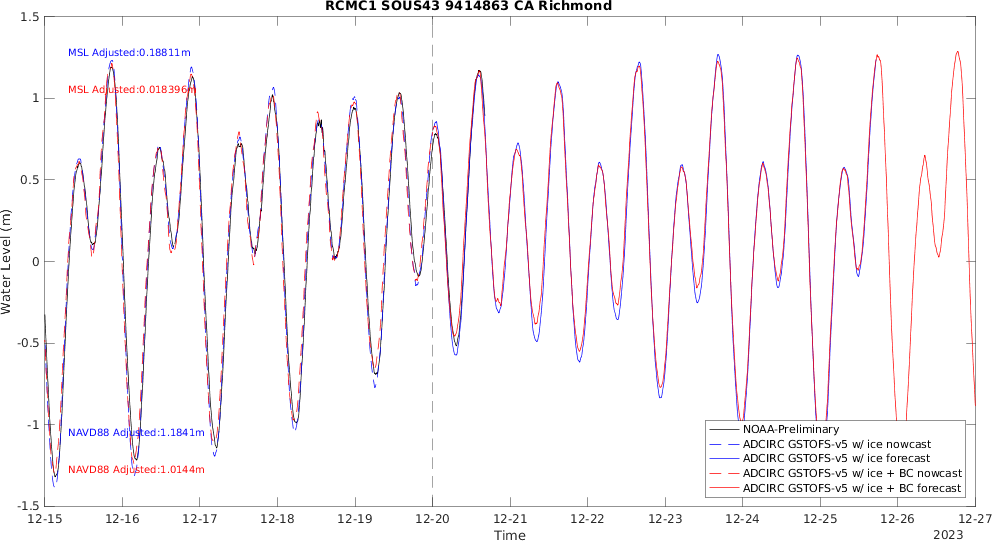 RCMC1 SOUS43 9414863 CA Richmond
1.5
1
0.5
0
-0.5
-1
-1.5
Water Level (m)
MSL Adjusted:0.18811m
MSL Adjusted:0.018396m
NAVD88 Adjusted:1.1841m
NAVD88 Adjusted:1.0144m
NOAA-Preliminary
ADCIRC GSTOFS-v5 w/ ice nowcast
ADCIRC GSTOFS-v5 w/ ice forecast
ADCIRC GSTOFS-v5 w/ ice + BC nowcast
ADCIRC GSTOFS-v5 w/ ice + BC forecast
12-15 12-16 12-17 12-18 12-19 12-20 12-21 12-22 12-23 12-24 12-25 12-26 12-27
Time
2023